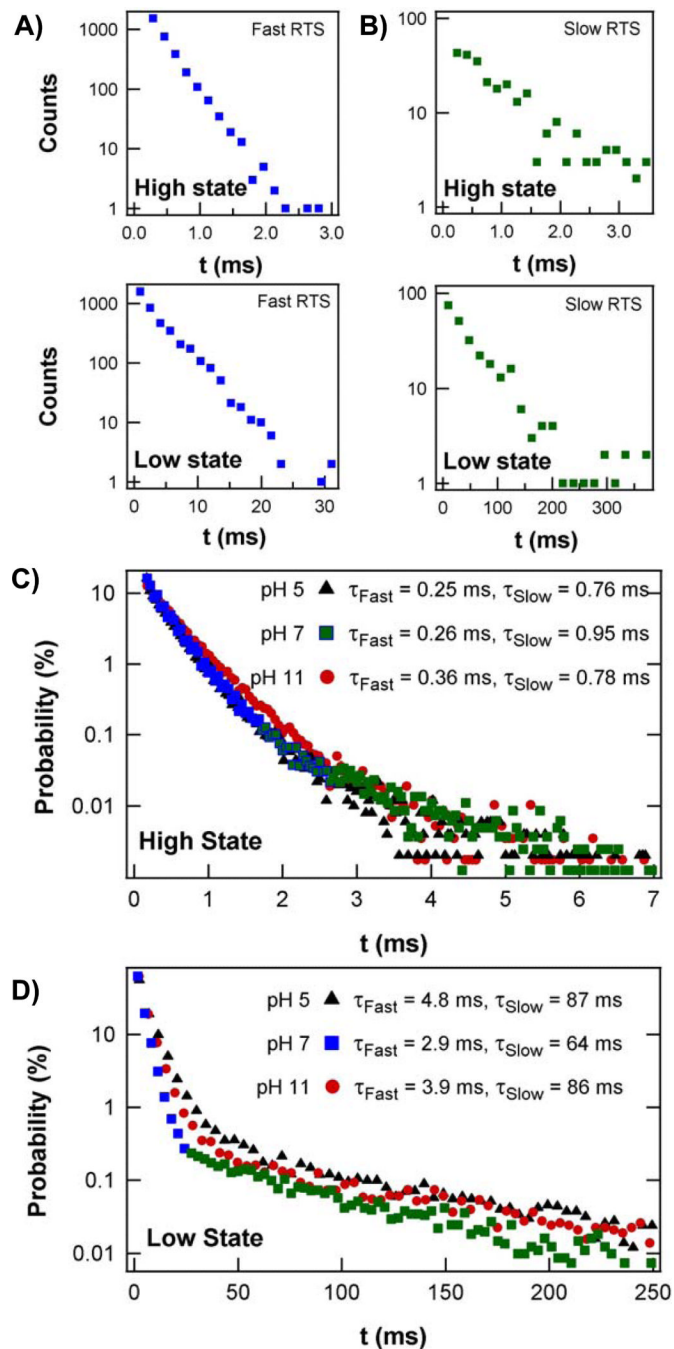 A)
B)
Fast RTS
Slow RTS
Counts
1000
100
10
1
100
10
1
High state
High state
0.0 1.0 2.0 3.0
0.0 1.0 2.0 3.0
t (ms)
t (ms)
Fast RTS
Slow RTS
Counts
1000
100
10
1
100
10
1
Low state
Low state
0 10 20 30
0 100 200 300
t (ms)
t (ms)
C)
Probability (%)
10
1
0.1
0.01
pH 5 τFast = 0.25 ms, τSlow = 0.76 ms
pH 7 τFast = 0.26 ms, τSlow = 0.95 ms
pH 11 τFast = 0.36 ms, τSlow = 0.78 ms
High State
0 1 2 3 4 5 6 7
t (ms)
D)
Probability (%)
10
1
0.1
0.01
pH 5 τFast = 4.8 ms, τSlow = 87 ms
pH 7 τFast = 2.9 ms, τSlow = 64 ms
pH 11 τFast = 3.9 ms, τSlow = 86 ms
Low State
0 50 100 150 200 250
t (ms)